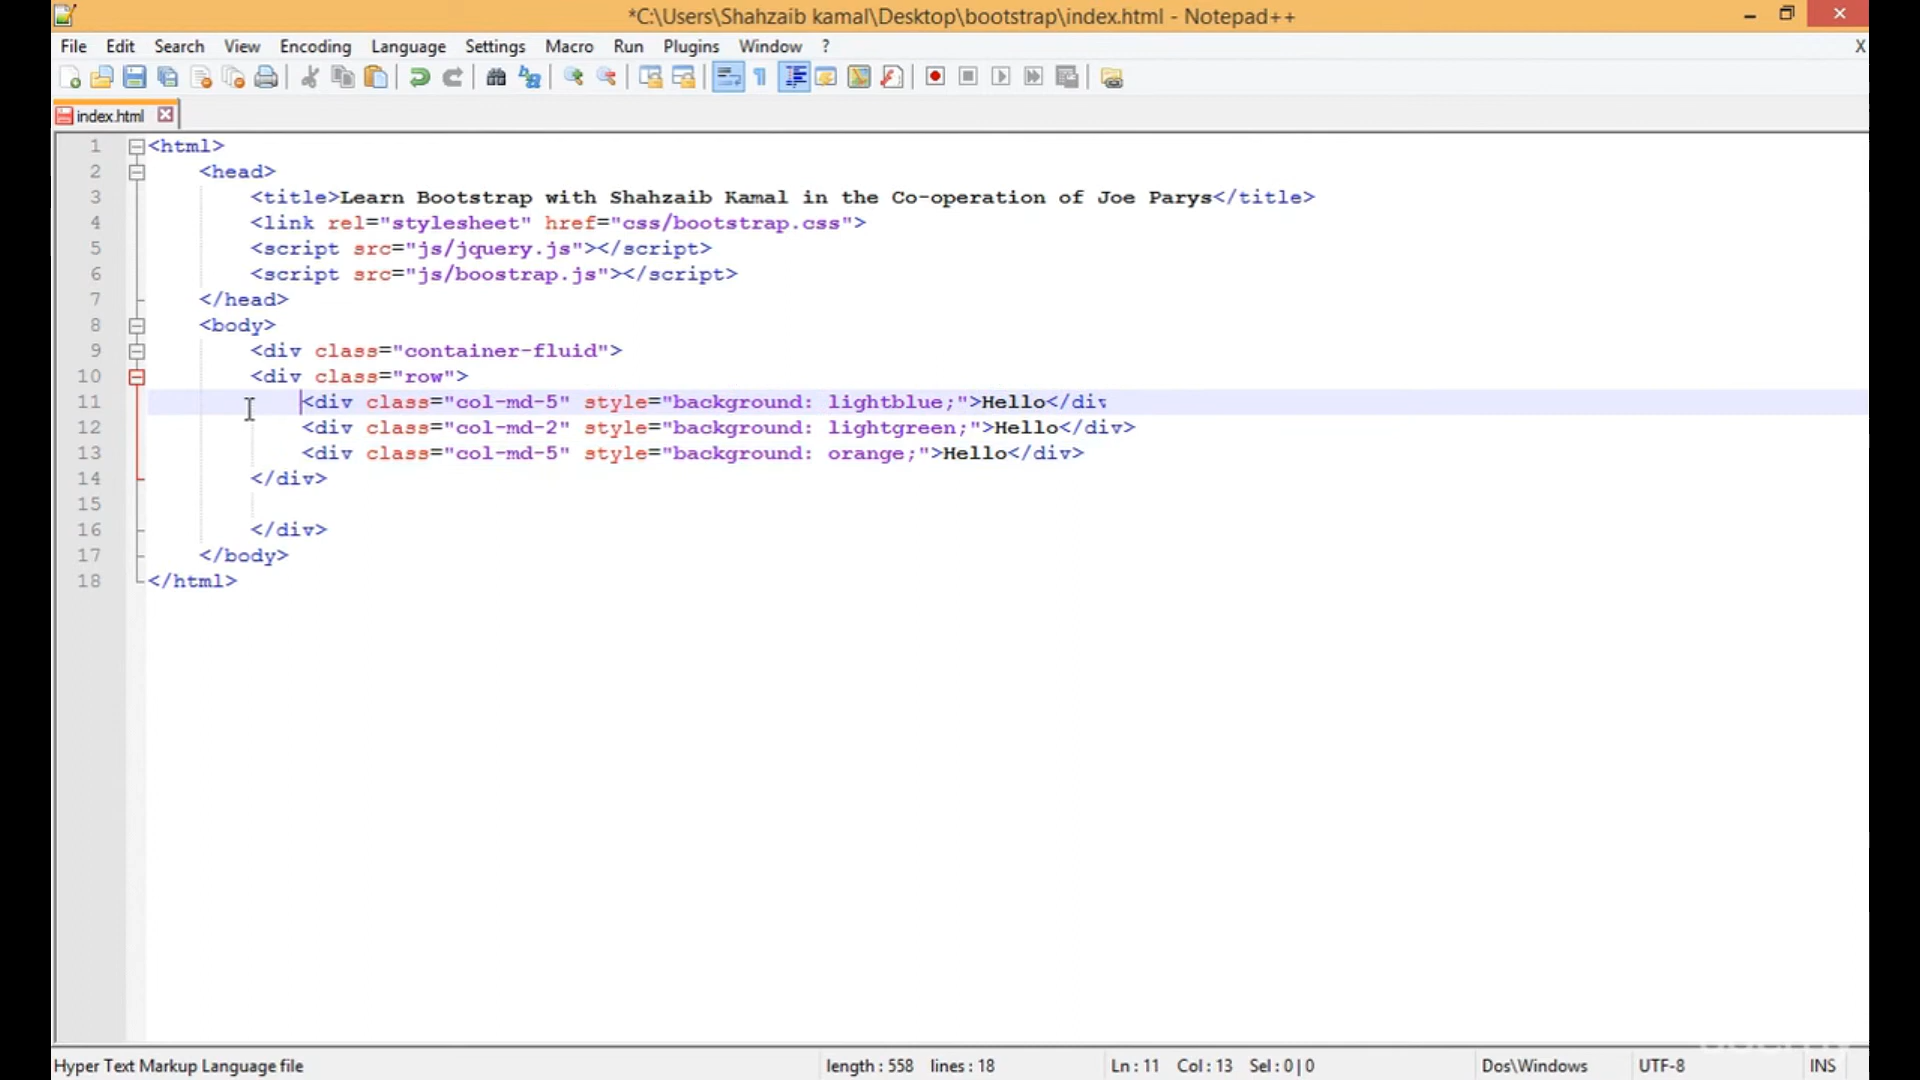 *C:\Users\Shahzaib kamal\Desktop\bootstrap\index.html - Notepad++
File Edit Search View Encoding Language Settings Macro Run Plugins Window ? X
index.html
1 <html>
2 <head>
3 <title>Learn Bootstrap with Shahzaib Kamal in the Co-operation of Joe Parys</title>
4 <link rel="stylesheet" href="css/bootstrap.css">
5 <script src="js/jquery.js"></script>
6 <script src="js/boostrap.js"></script>
7 </head>
8 <body>
9 <div class="container-fluid">
10 <div class="row">
11 <div class="col-md-5" style="background: lightblue;">Hello</div
12 <div class="col-md-2" style="background: lightgreen;">Hello</div>
13 <div class="col-md-5" style="background: orange;">Hello</div>
14 </div>
15
16 </div>
17 </body>
18 </html>
Hyper Text Markup Language file length : 558 lines : 18 Ln : 11 Col : 13 Sel : 0 | 0 Dos\Windows UTF-8 INS